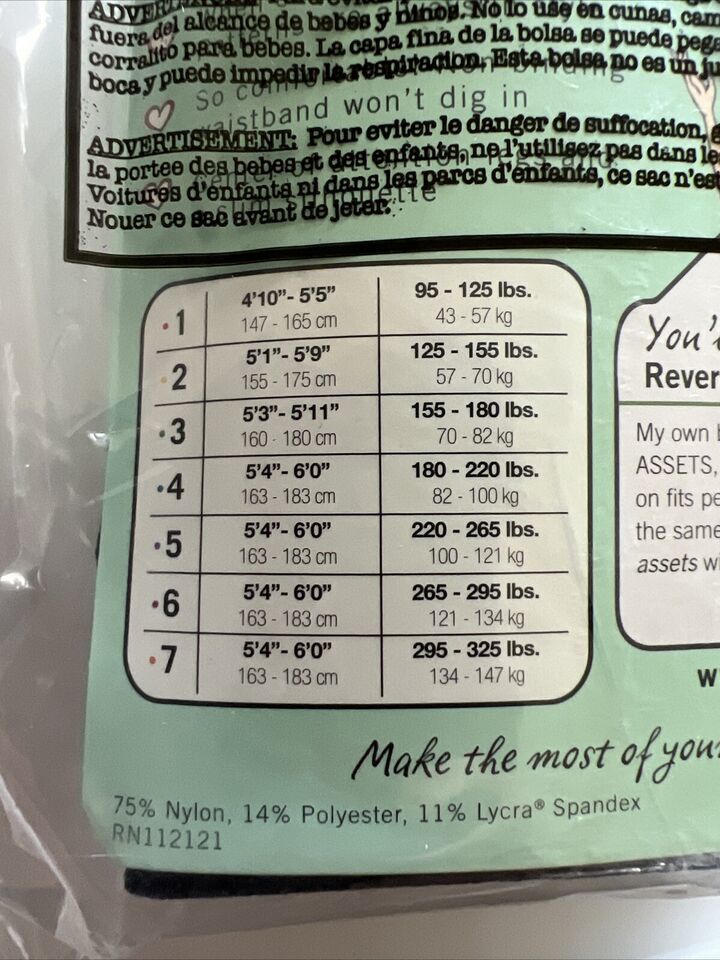 fuera del alcance de bebes y ninos. No lo use en cunas,
corralito para bebes. La capa fina de la bolsa se puede
boca y puede impedir la respiracion. Esta bolsa no es un
So
waistband won't dig in
ADVERTISEMENT: Pour eviter le danger de suffocation,
la portee des bebes et des enfants, ne l'utilisez pas dans
Voitures d'enfants ni dans les parcs d'enfants, ce sac n'est
Nouer ce sac avant de jeter.
1 4'10"- 5'5" 95 - 125 lbs.
147 - 165 cm 43 - 57 kg
2 5'1"- 5'9" 125 - 155 lbs.
155 - 175 cm 57 - 70 kg
3 5'3"- 5'11" 155 - 180 lbs.
160 - 180 cm 70 - 82 kg
4 5'4"- 6'0" 180 - 220 lbs.
163 - 183 cm 82 - 100 kg
5 5'4"- 6'0" 220 - 265 lbs.
163 - 183 cm 100 - 121 kg
6 5'4"- 6'0" 265 - 295 lbs.
163 - 183 cm 121 - 134 kg
7 5'4"- 6'0" 295 - 325 lbs.
163 - 183 cm 134 - 147 kg
You'
Rever
My own
ASSETS,
on fits pe
the same
assets w
W
Make the most of you
75% Nylon, 14% Polyester, 11% Lycra® Spandex
RN112121